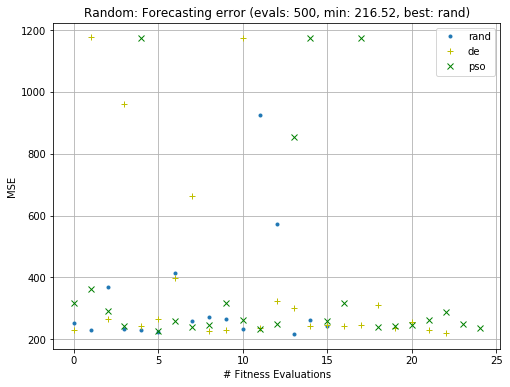 Random: Forecasting error (evals: 500, min: 216.52, best: rand)
1200
1000
800
600
400
200
MSE
rand
de
pso
0
5
10
15
20
25
# Fitness Evaluations